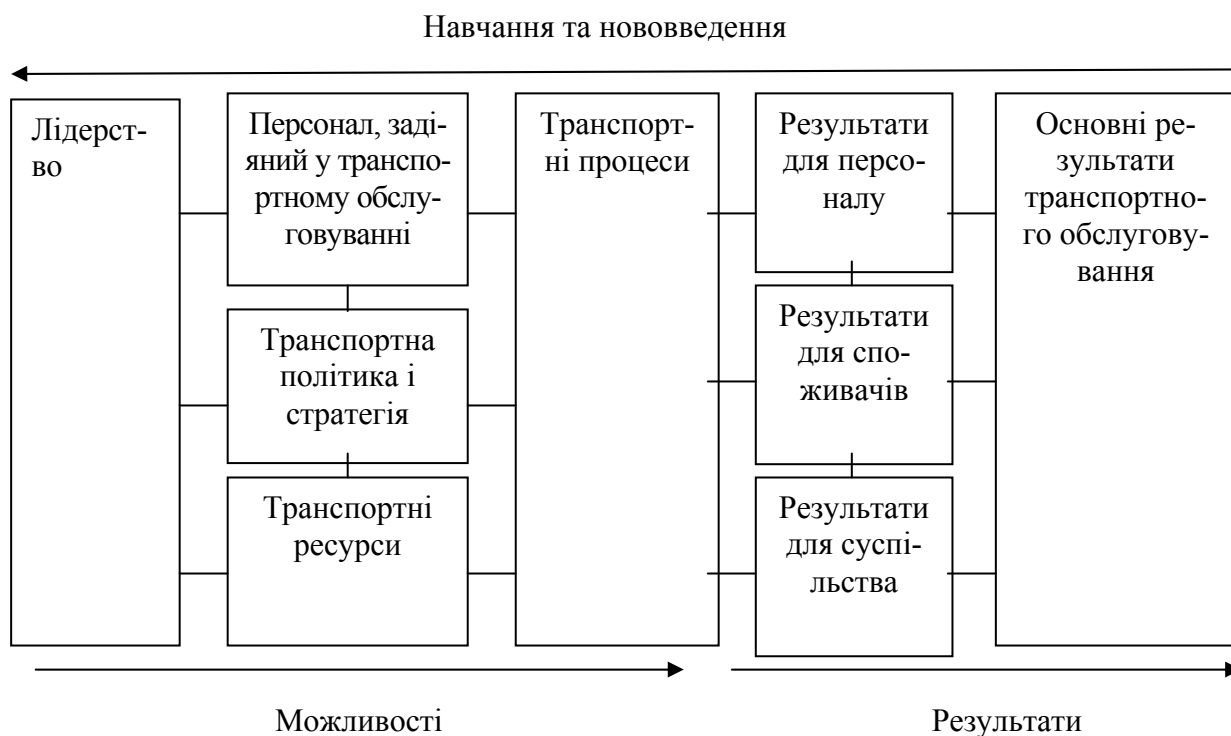 Навчання та нововведення
Лідерст-
во
Персонал, заді-
яний у транспо-
ртному обслу-
говуванні
Транспортна
політика і
стратегія
Транспортні
ресурси
Транспорт-
ні процеси
Результати
для персо-
налу
Результати
для спо-
живачів
Результати
для суспі-
льства
Основні ре-
зультати
транспортно-
го обслугову-
вання
Можливості
Результати